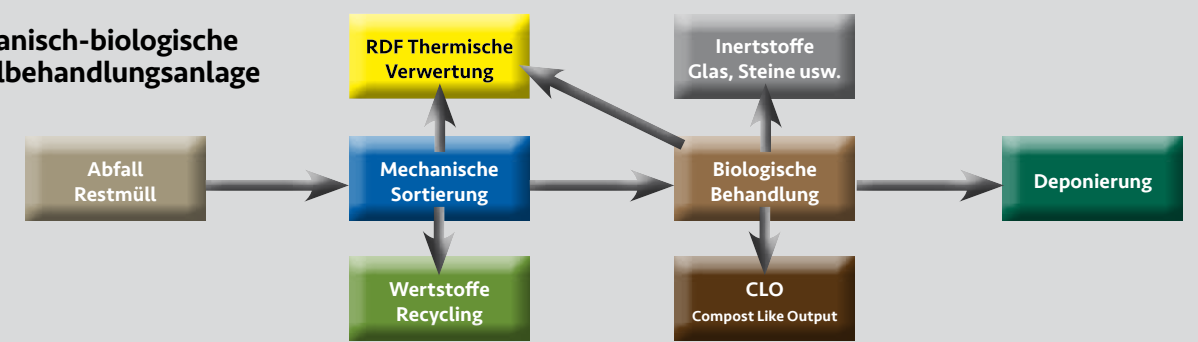 anisch-biologische
lbehandlungsanlage
RDF Thermische
Verwertung
Inertstoffe
Glas, Steine usw.
Abfall
Restmüll
Mechanische
Sortierung
Biologische
Behandlung
Deponierung
Wertstoffe
Recycling
CLO
Compost Like Output